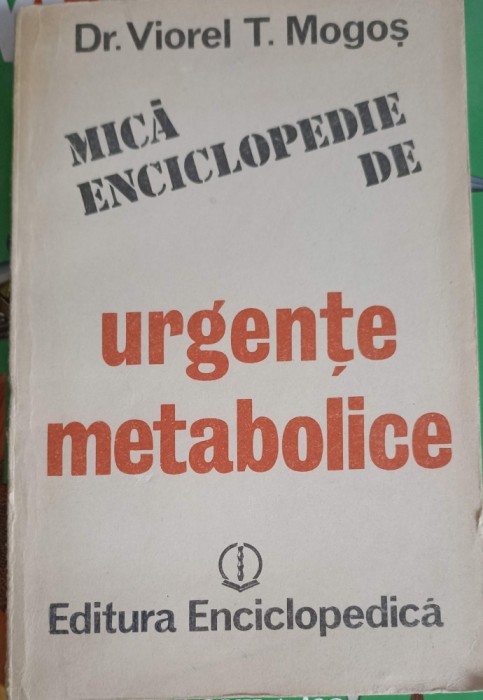 Dr. Viorel T. Mogoș
MICĂ
ENCICLOPEDIE
DE
urgențe
metabolice
Editura Enciclopedică